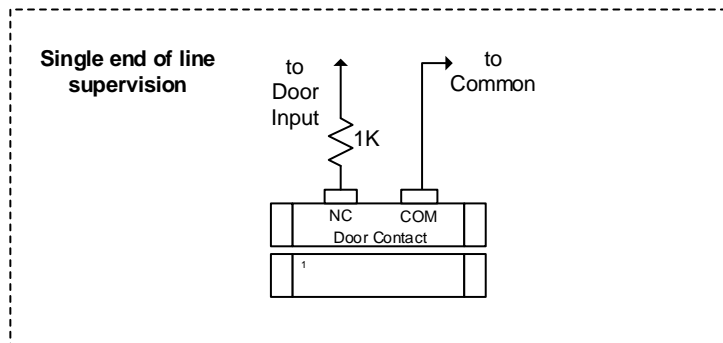 Single end of line
supervision
to
Door
Input
to
Common
1K
NC
COM
Door Contact
1